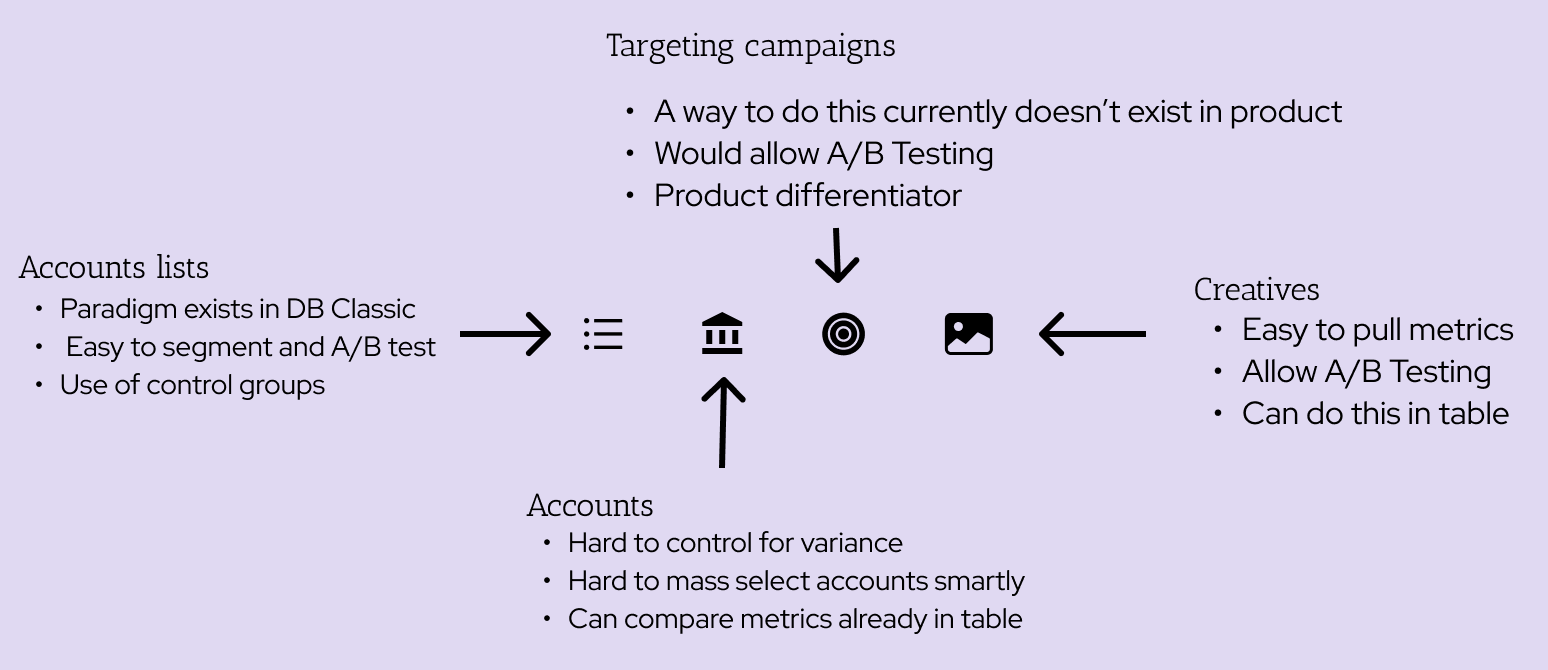 Targeting campaigns
• A way to do this currently doesn’t exist in product
• Would allow A/B Testing
• Product differentiator
Accounts lists
• Paradigm exists in DB Classic
• Easy to segment and A/B test
• Use of control groups
Creatives
• Easy to pull metrics
• Allow A/B Testing
• Can do this in table
Accounts
• Hard to control for variance
• Hard to mass select accounts smartly
• Can compare metrics already in table